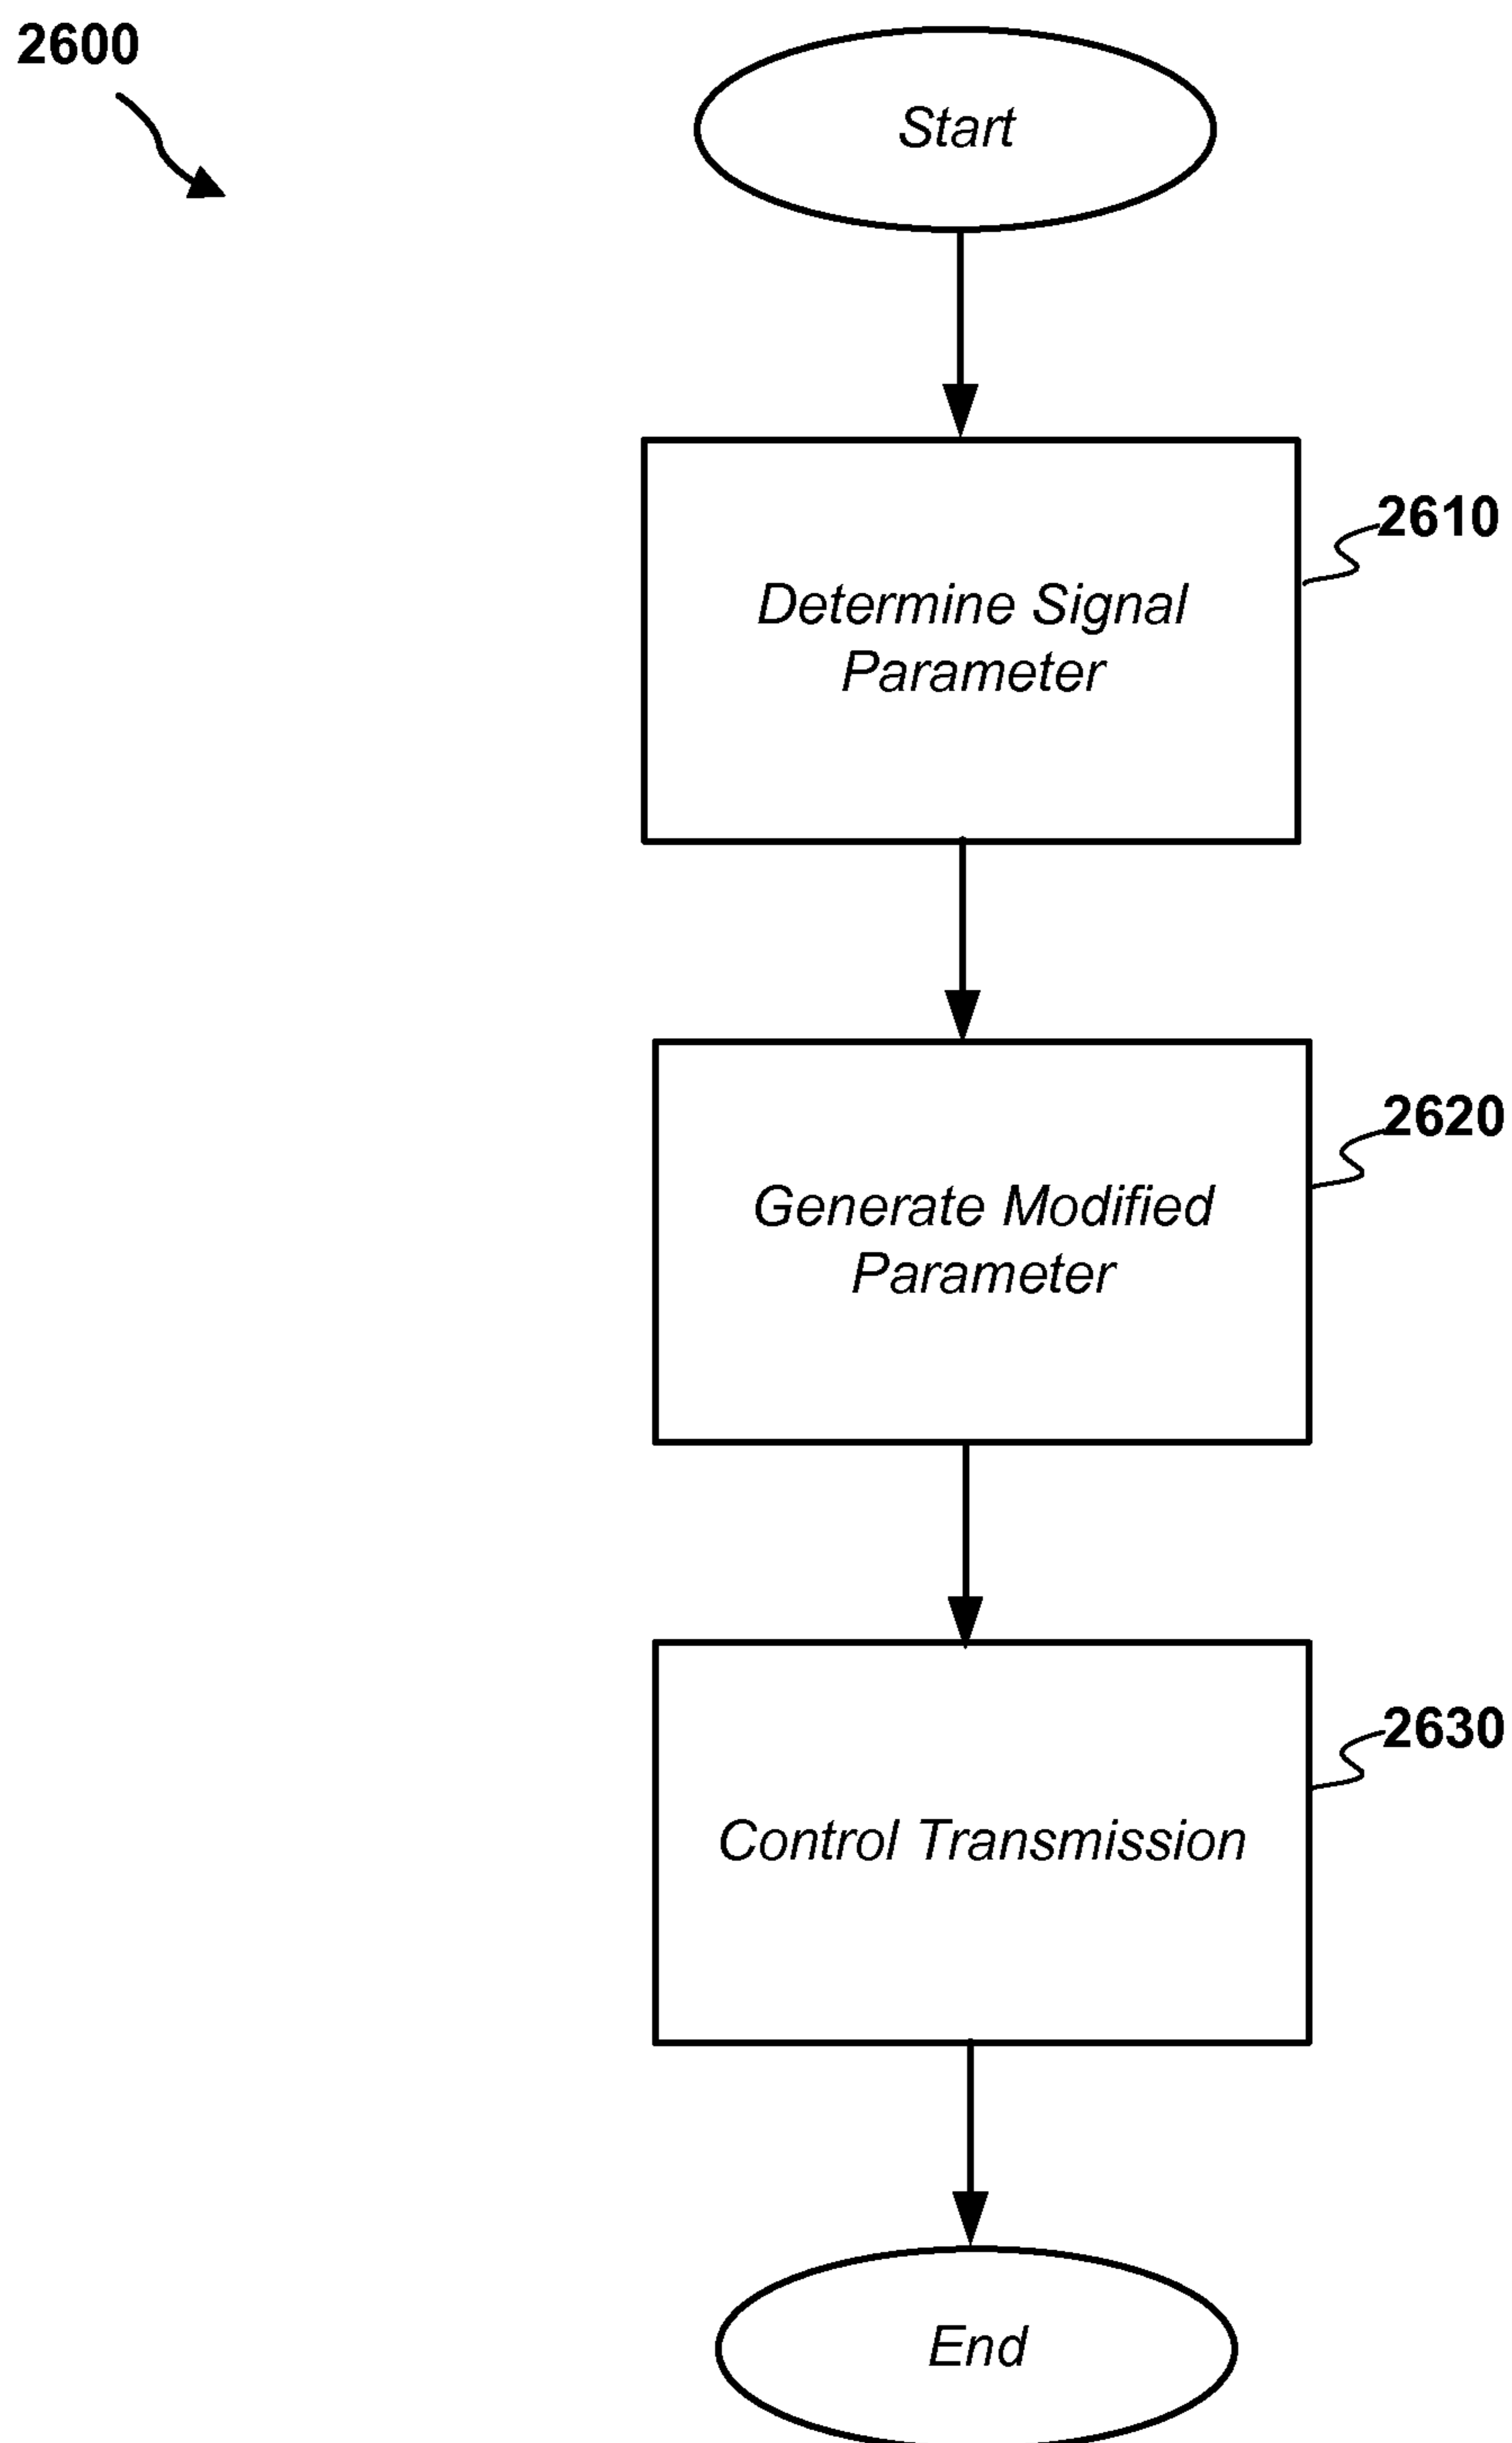 2600
Start
2610
Determine Signal
Parameter
2620
Generate Modified
Parameter
2630
Control Transmission
End